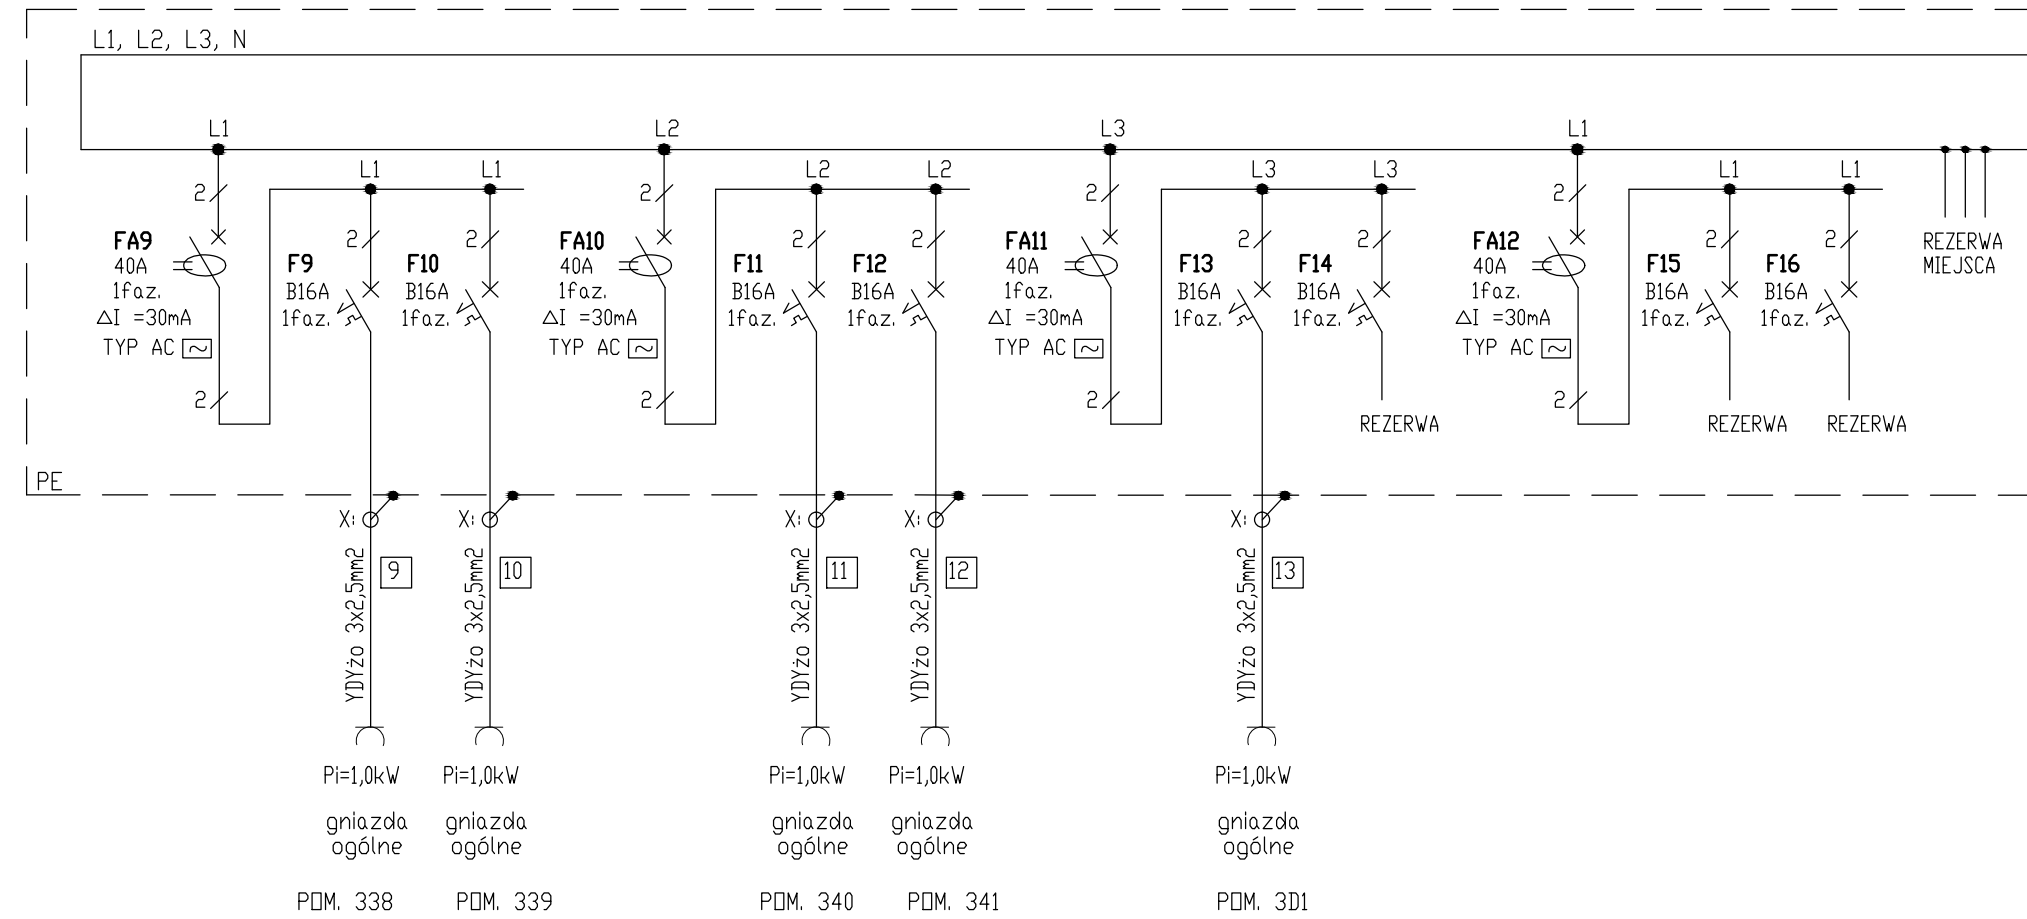 L1, L2, L3, N
L1
L2
L3
L1
L1
L1
L2
L2
L3
L3
L1
L1
2
2
2
2
2
2
2
2
2
2
2
2
FA9
40A
1faz.
ΔI =30mA
TYP AC ~
F9
B16A
1faz.
F10
B16A
1faz.
FA10
40A
1faz.
ΔI =30mA
TYP AC ~
F11
B16A
1faz.
F12
B16A
1faz.
FA11
40A
1faz.
ΔI =30mA
TYP AC ~
F13
B16A
1faz.
F14
B16A
1faz.
FA12
40A
1faz.
ΔI =30mA
TYP AC ~
F15
B16A
1faz.
F16
B16A
1faz.
REZERWA
MIEJSCA
2
2
2
2
REZERWA
REZERWA
REZERWA
PE
X:
X:
X:
X:
X:
YDYżo 3x2,5mm2
9
YDYżo 3x2,5mm2
10
YDYżo 3x2,5mm2
11
YDYżo 3x2,5mm2
12
YDYżo 3x2,5mm2
13
Pi=1,0kW
Pi=1,0kW
Pi=1,0kW
Pi=1,0kW
Pi=1,0kW
gniazda
ogólne
gniazda
ogólne
gniazda
ogólne
gniazda
ogólne
gniazda
ogólne
POM. 338
POM. 339
POM. 340
POM. 341
POM. 3D1